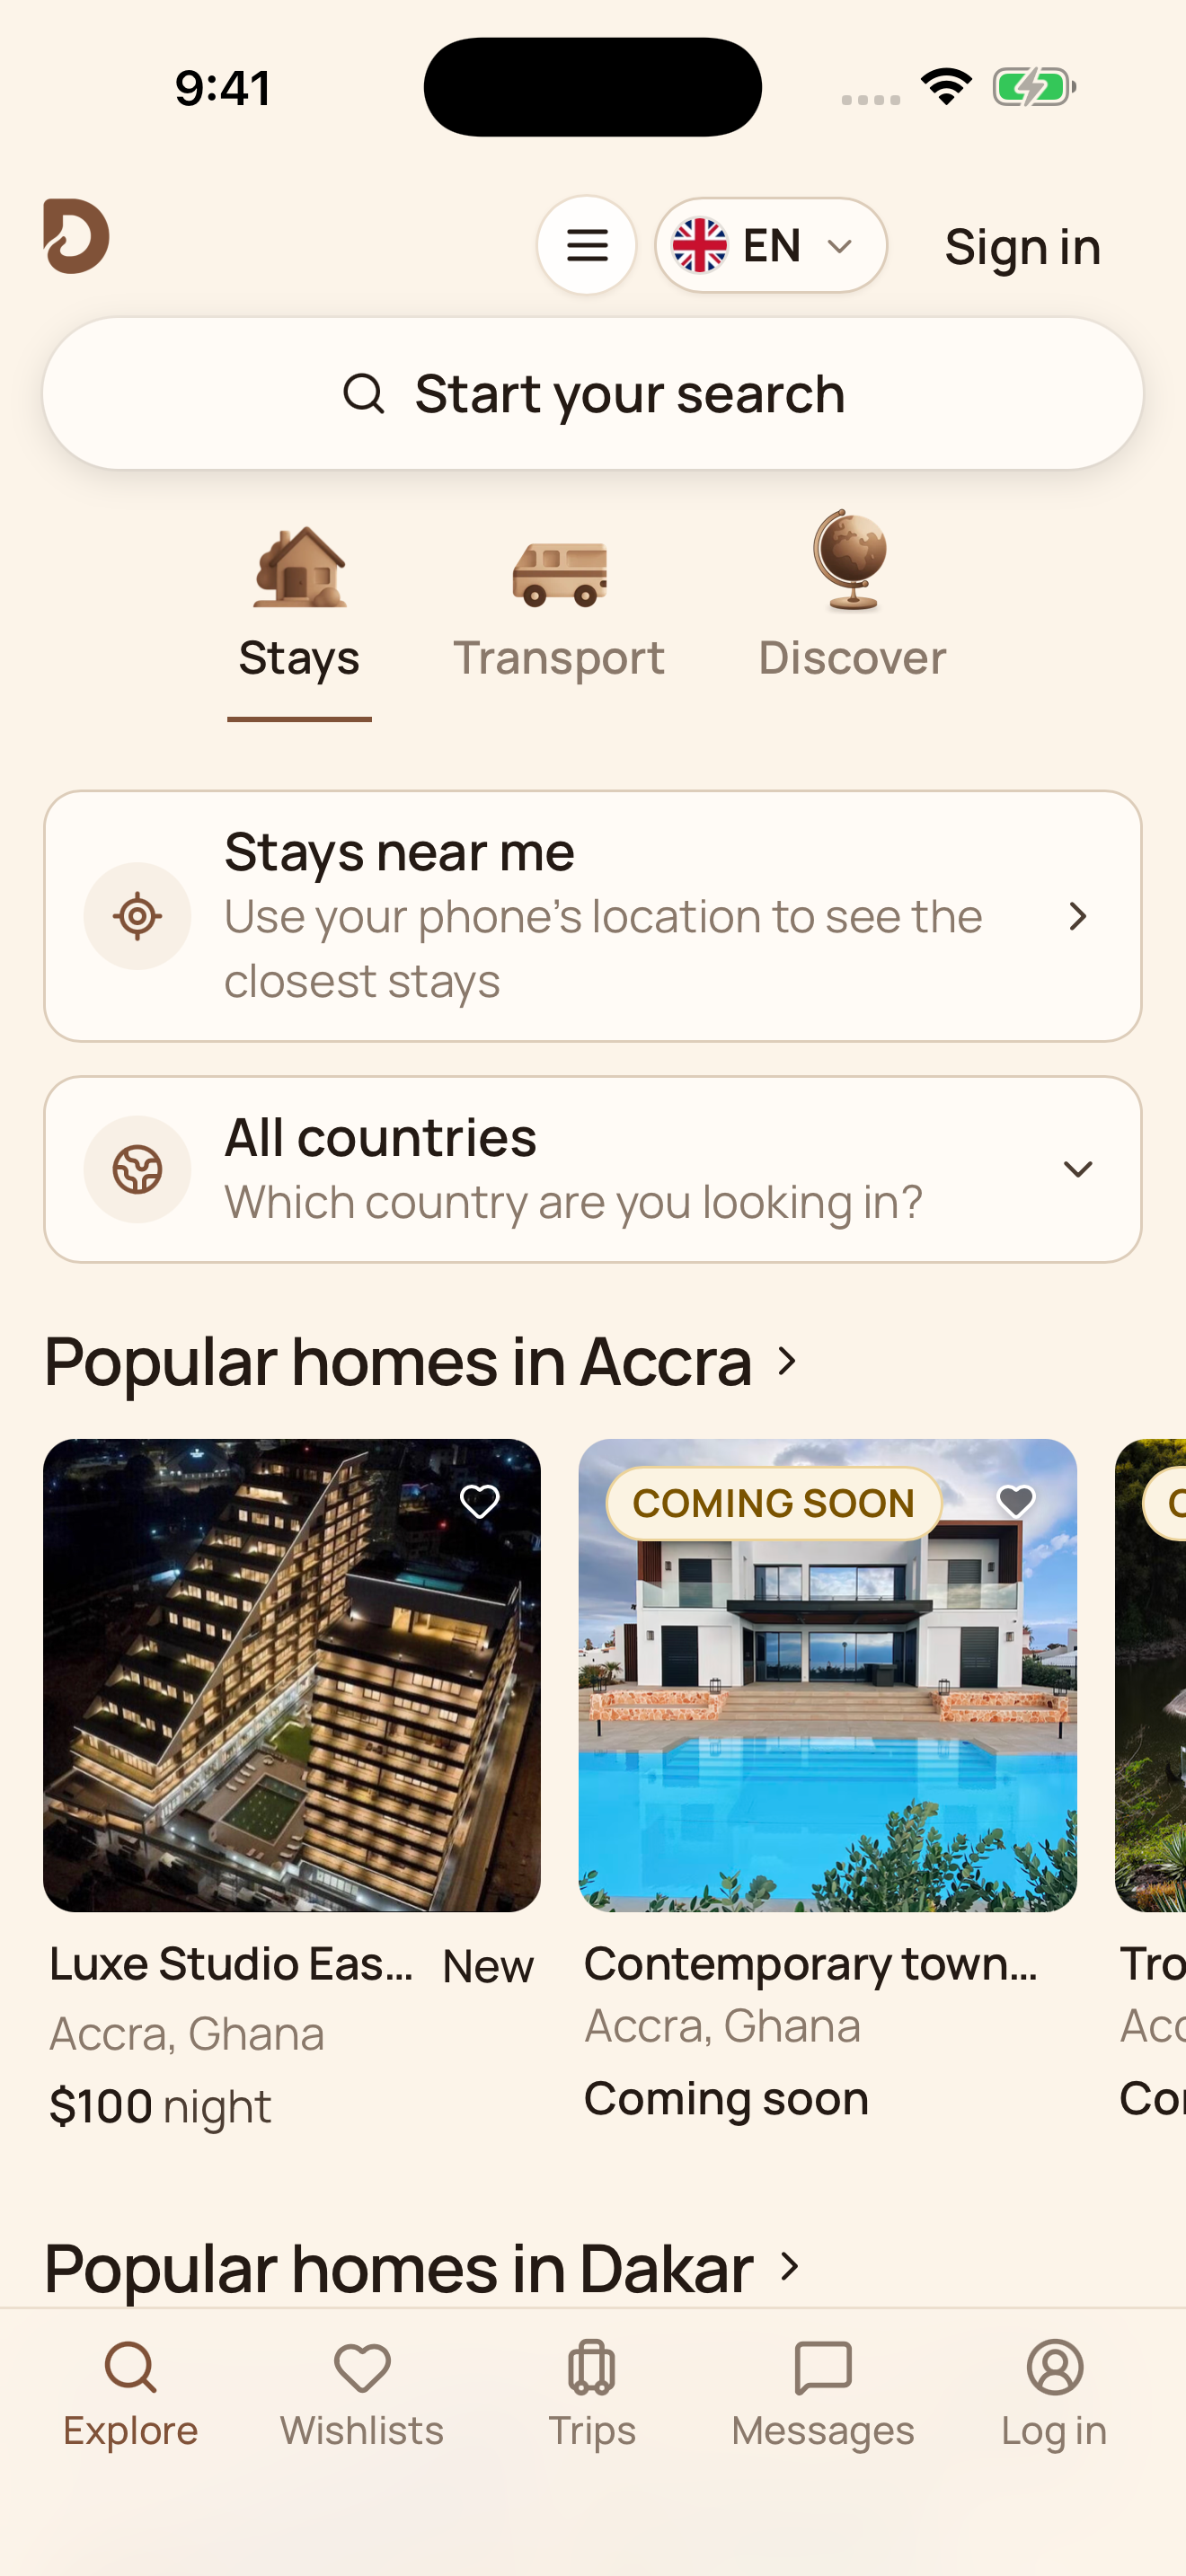 9:41
EN
Sign in
Start your search
Stays
Transport
Discover
Stays near me
Use your phone's location to see the
closest stays
All countries
Which country are you looking in?
Popular homes in Accra
COMING SOON
Luxe Studio Eas... New
Accra, Ghana
$100 night
Contemporary town...
Accra, Ghana
Coming soon
Popular homes in Dakar
Explore
Wishlists
Trips
Messages
Log in